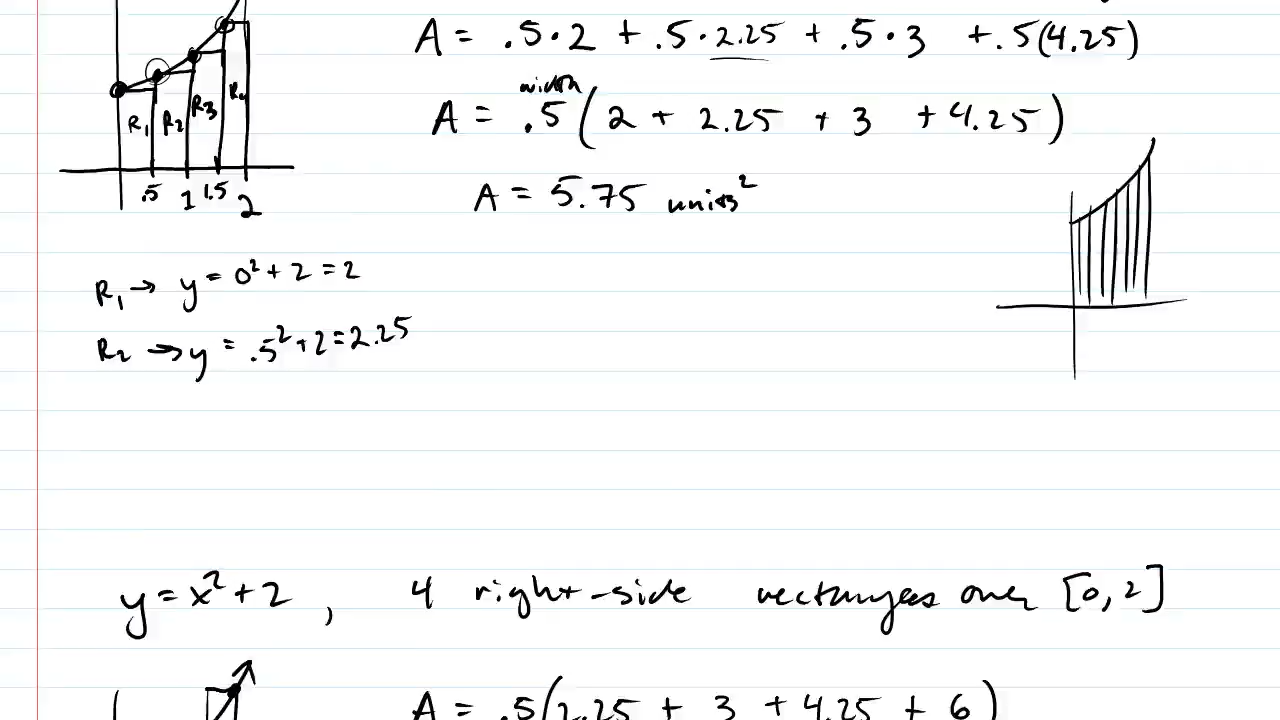 A = .5·2 + .5·2.25 + .5·3 + .5(4.25)
width
A = .5(2 + 2.25 + 3 + 4.25)
A = 5.75 units²
R₁ R₂ R₃ R₄
.5 1 1.5 2
R₁ → y = 0² + 2 = 2
R₂ → y = .5² + 2 = 2.25
y = x² + 2, 4 right-side rectangles over [0, 2]
A = .5(2.25 + 3 + 4.25 + 6)